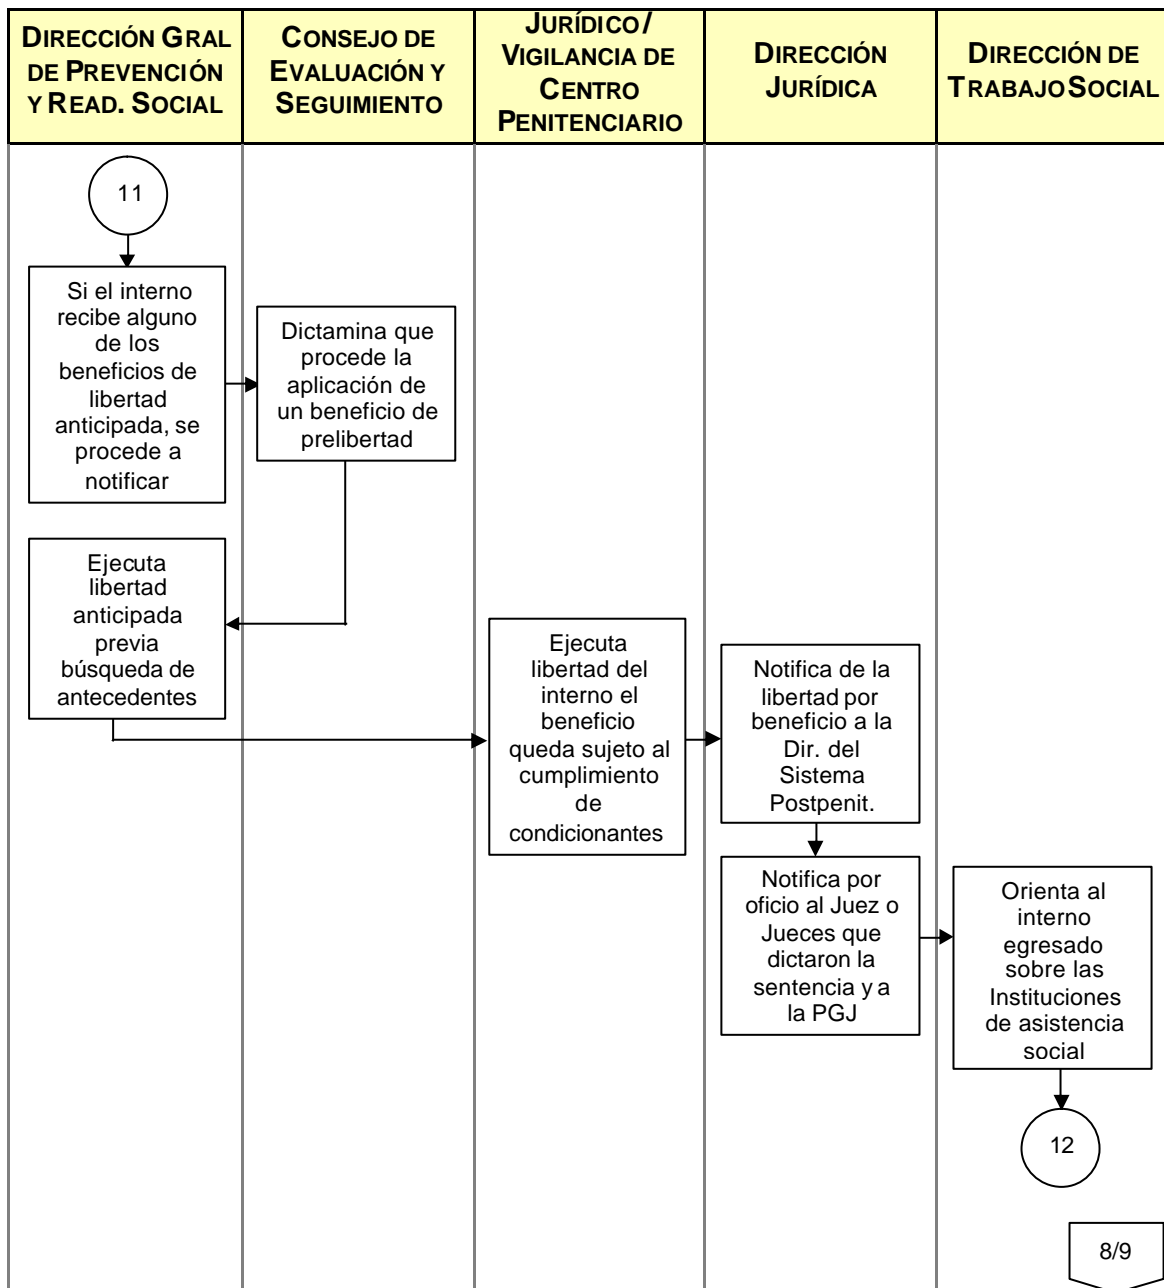 DIRECCIÓN GRAL
DE PREVENCIÓN
Y READ. SOCIAL
CONSEJO DE
EVALUACIÓN Y
SEGUIMIENTO
JURÍDICO/
VIGILANCIA DE
CENTRO
PENITENCIARIO
DIRECCIÓN
JURÍDICA
DIRECCIÓN DE
TRABAJO SOCIAL
11
Si el interno
recibe alguno
de los
beneficios de
libertad
anticipada, se
procede a
notificar
Dictamina que
procede la
aplicación de
un beneficio de
prelibertad
Ejecuta
libertad
anticipada
previa
búsqueda de
antecedentes
Ejecuta
libertad del
interno el
beneficio
queda sujeto al
cumplimiento
de
condicionantes
Notifica de la
libertad por
beneficio a la
Dir. del
Sistema
Postpenit.
Notifica por
oficio al Juez o
Jueces que
dictaron la
sentencia y a
la PGJ
Orienta al
interno
egresado
sobre las
Instituciones
de asistencia
social
12
8/9